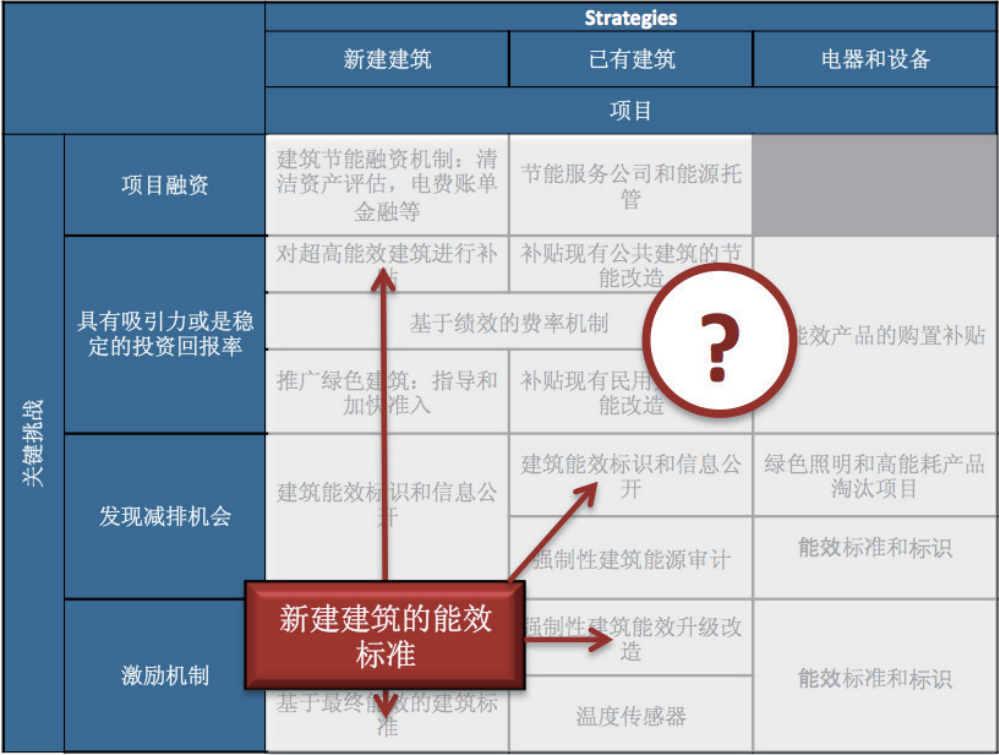 Strategies
新建建筑
已有建筑
电器和设备
项目
关键挑战
项目融资
建筑节能融资机制：清
洁资产评估，电费账单
金融等
节能服务公司和能源托
管
具有吸引力或是稳
定的投资回报率
对超高能效建筑进行补
贴
补贴现有公共建筑的节
能改造
基于绩效的费率机制
能效产品的购置补贴
?
推广绿色建筑：指导和
加快准入
补贴现有民用
能改造
发现减排机会
建筑能效标识和信息公
开
建筑能效标识和信息公
开
绿色照明和高能耗产品
淘汰项目
强制性建筑能源审计
能效标准和标识
激励机制
新建建筑的能效
标准
强制性建筑能效升级改
造
能效标准和标识
基于最终能效的建筑标
准
温度传感器